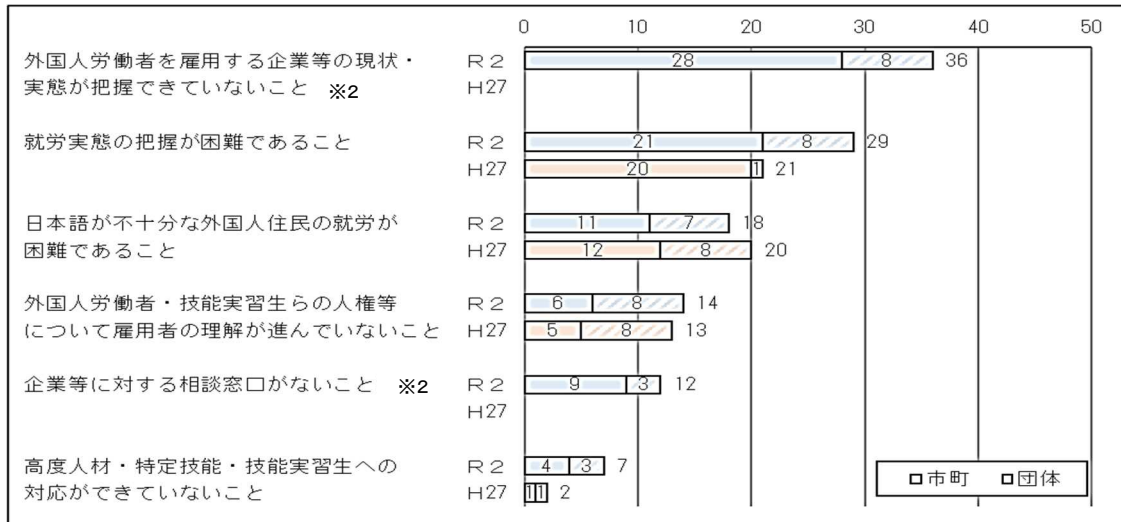 0 10 20 30 40 50
外国人労働者を雇用する企業等の現状・ R2 28 8 36
実態が把握できていないこと ※2 H27
就労実態の把握が困難であること R2 21 8 29
H27 20 1 21
日本語が不十分な外国人住民の就労が R2 11 7 18
困難であること H27 12 8 20
外国人労働者・技能実習生らの人権等 R2 6 8 14
について雇用者の理解が進んでいないこと H27 5 8 13
企業等に対する相談窓口がないこと ※2 R2 9 3 12
H27
高度人材・特定技能・技能実習生への R2 4 3 7
対応ができていないこと H27 1 1 2
市町 団体